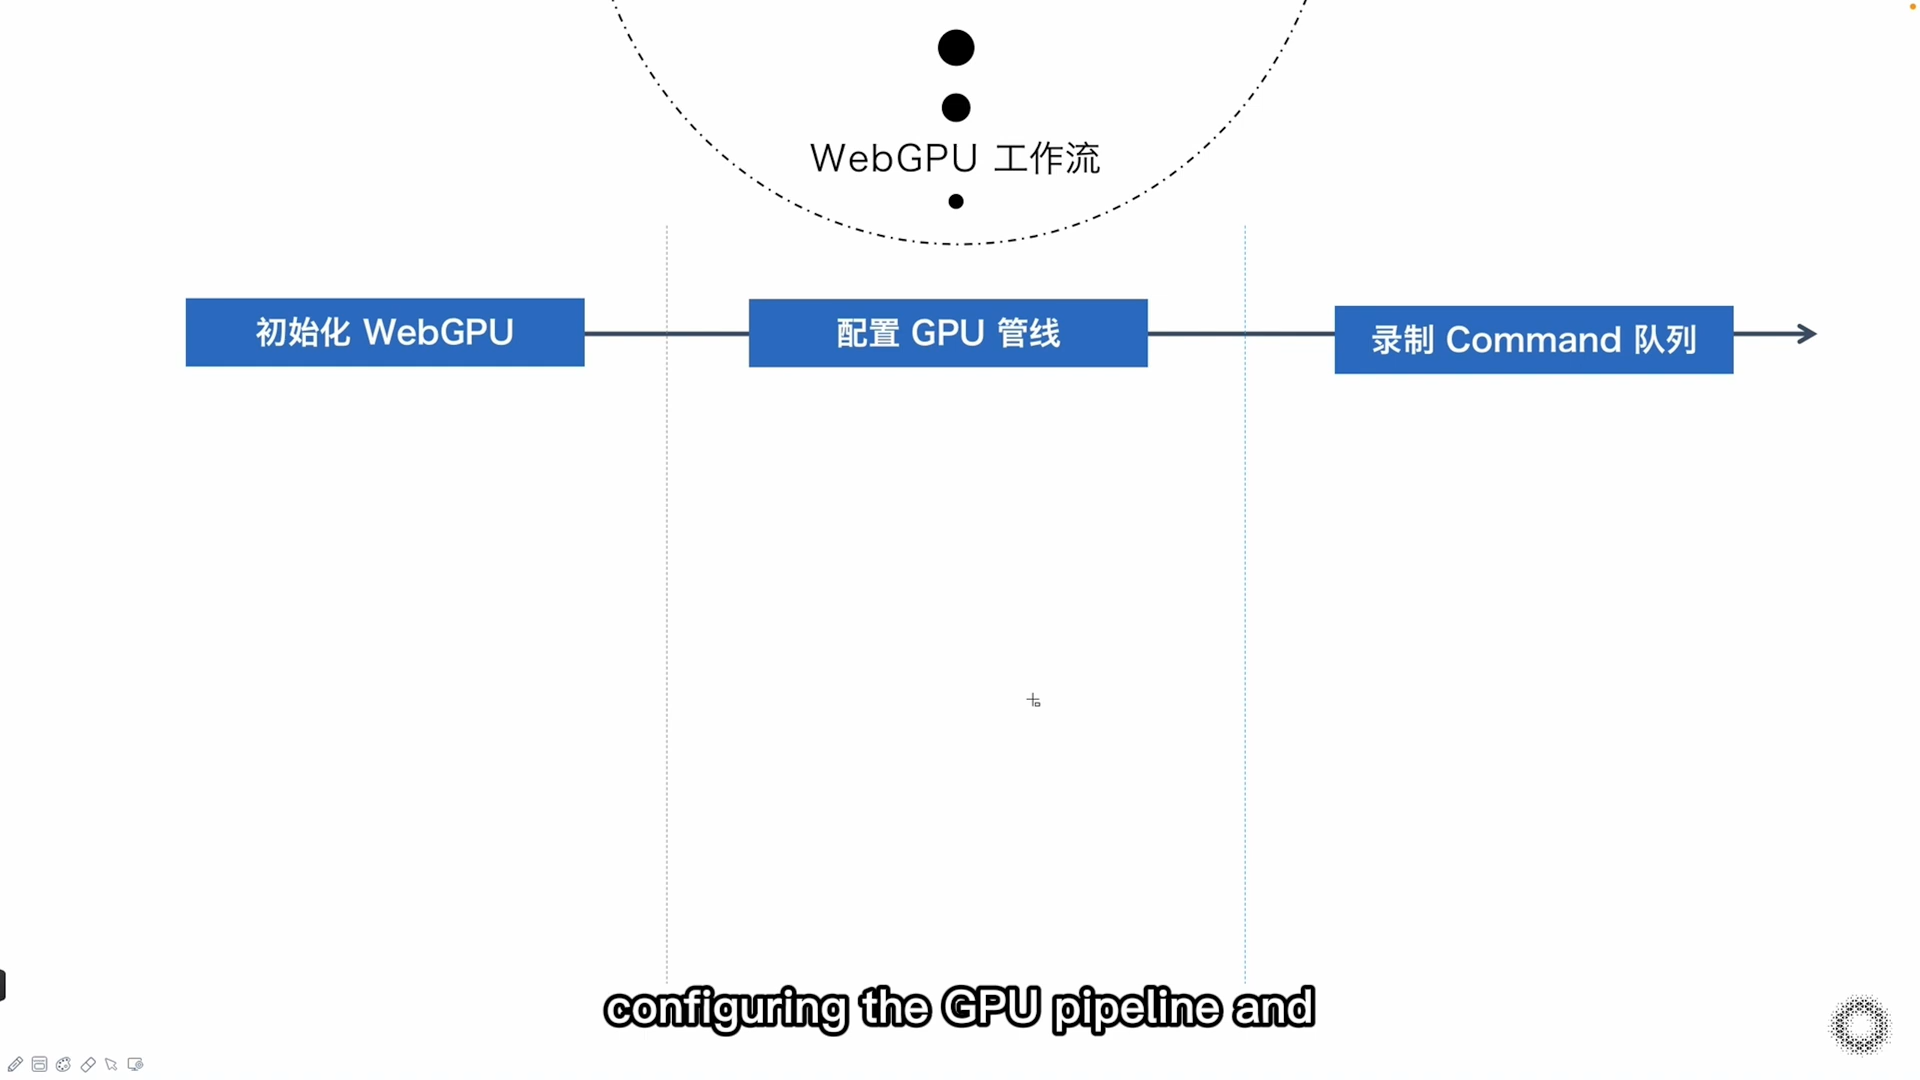 WebGPU 工作流
初始化 WebGPU
配置 GPU 管线
录制 Command 队列
configuring the GPU pipeline and